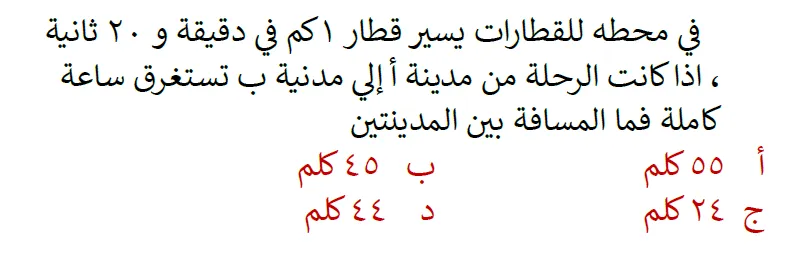 في محطه للقطارات يسير قطار ١كم في دقيقة و ٢٠ ثانية
، اذا كانت الرحلة من مدينة أ إلي مدنية ب تستغرق ساعة
كاملة فما المسافة بين المدينتين
أ ٥٥ كلم ب ٤٥ كلم
ج ٢٤ كلم د ٤٤ كلم